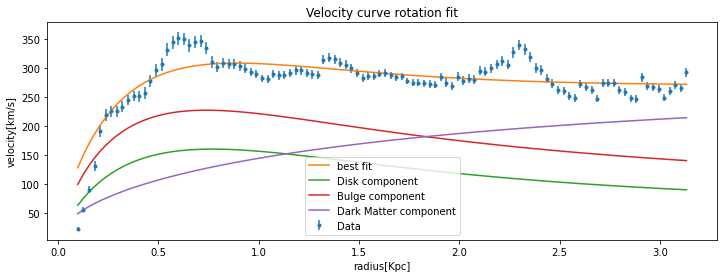 Velocity curve rotation fit
velocity[km/s]
350
300
250
200
150
100
50
best fit
Disk component
Bulge component
Dark Matter component
Data
0.0 0.5 1.0 1.5 2.0 2.5 3.0
radius[Kpc]